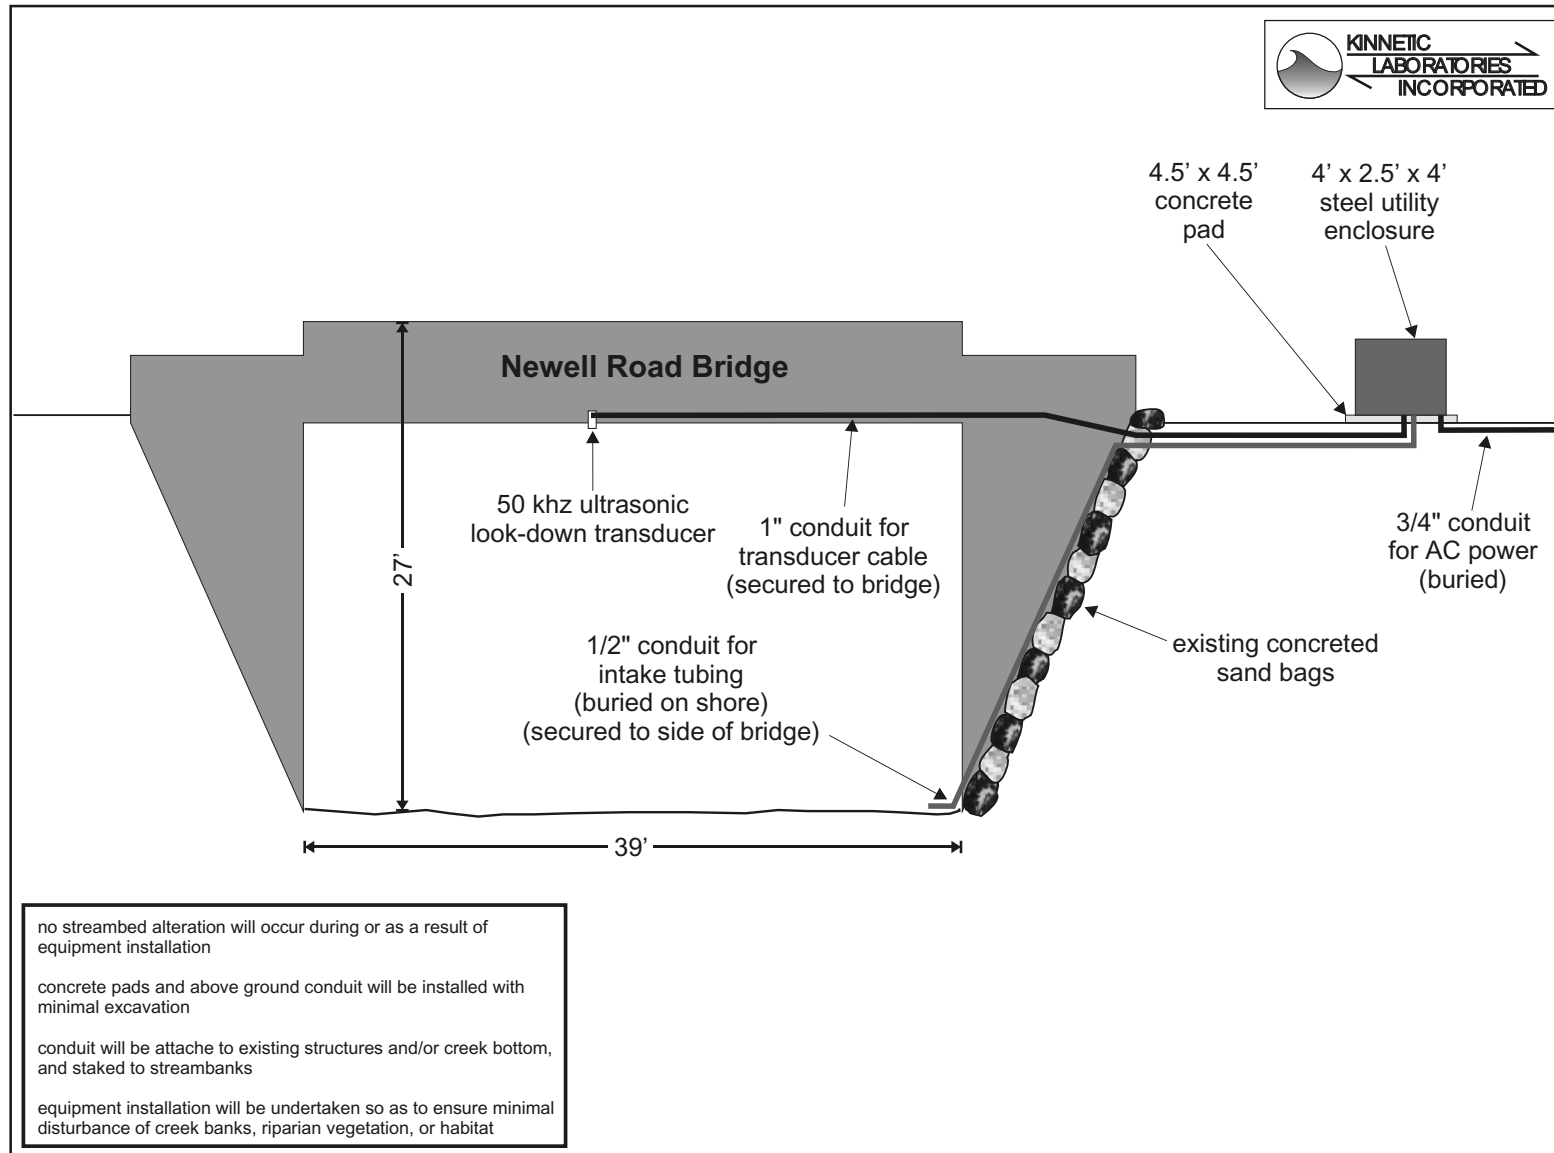 KINNETIC
LABORATORIES
INCORPORATED
4.5’ x 4.5’
concrete
pad
4’ x 2.5’ x 4’
steel utility
enclosure
Newell Road Bridge
50 khz ultrasonic
look-down transducer
1" conduit for
transducer cable
(secured to bridge)
3/4" conduit
for AC power
(buried)
27’
1/2" conduit for
intake tubing
(buried on shore)
(secured to side of bridge)
existing concreted
sand bags
39’
no streambed alteration will occur during or as a result of
equipment installation
concrete pads and above ground conduit will be installed with
minimal excavation
conduit will be attache to existing structures and/or creek bottom,
and staked to streambanks
equipment installation will be undertaken so as to ensure minimal
disturbance of creek banks, riparian vegetation, or habitat